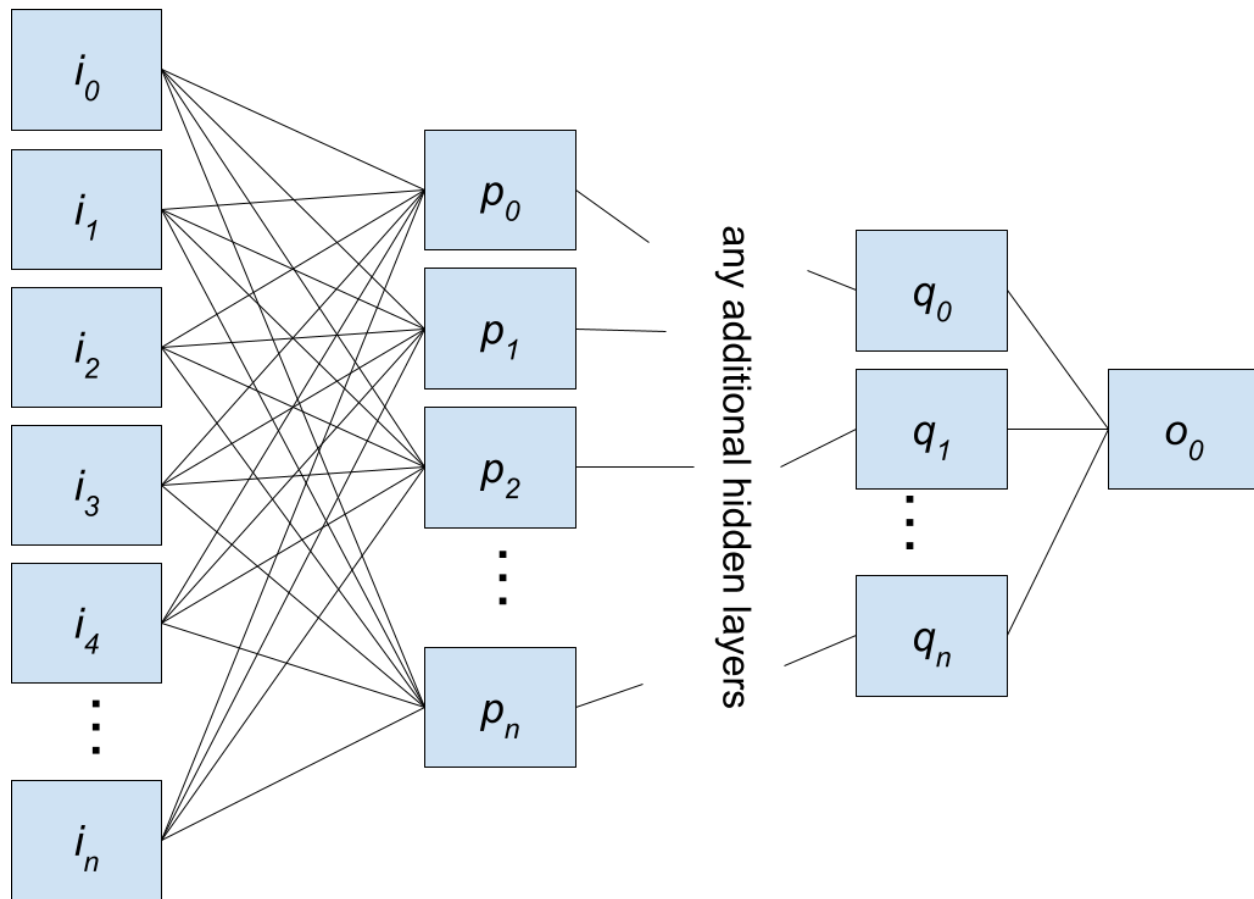 i0
i1
i2
i3
i4
...
in
p0
p1
p2
...
pn
any additional hidden layers
q0
q1
...
qn
o0